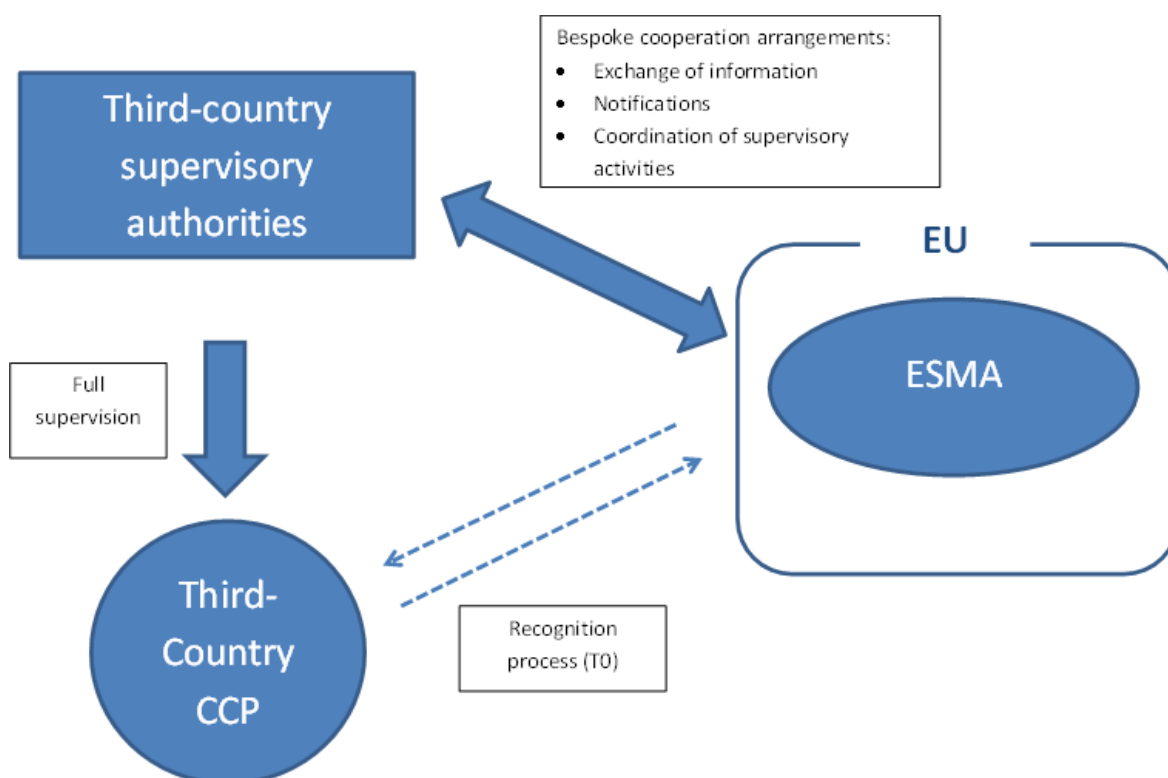 Bespoke cooperation arrangements:
• Exchange of information
• Notifications
• Coordination of supervisory
activities
Third-country
supervisory
authorities
EU
ESMA
Full
supervision
Third-
Country
CCP
Recognition
process (T0)